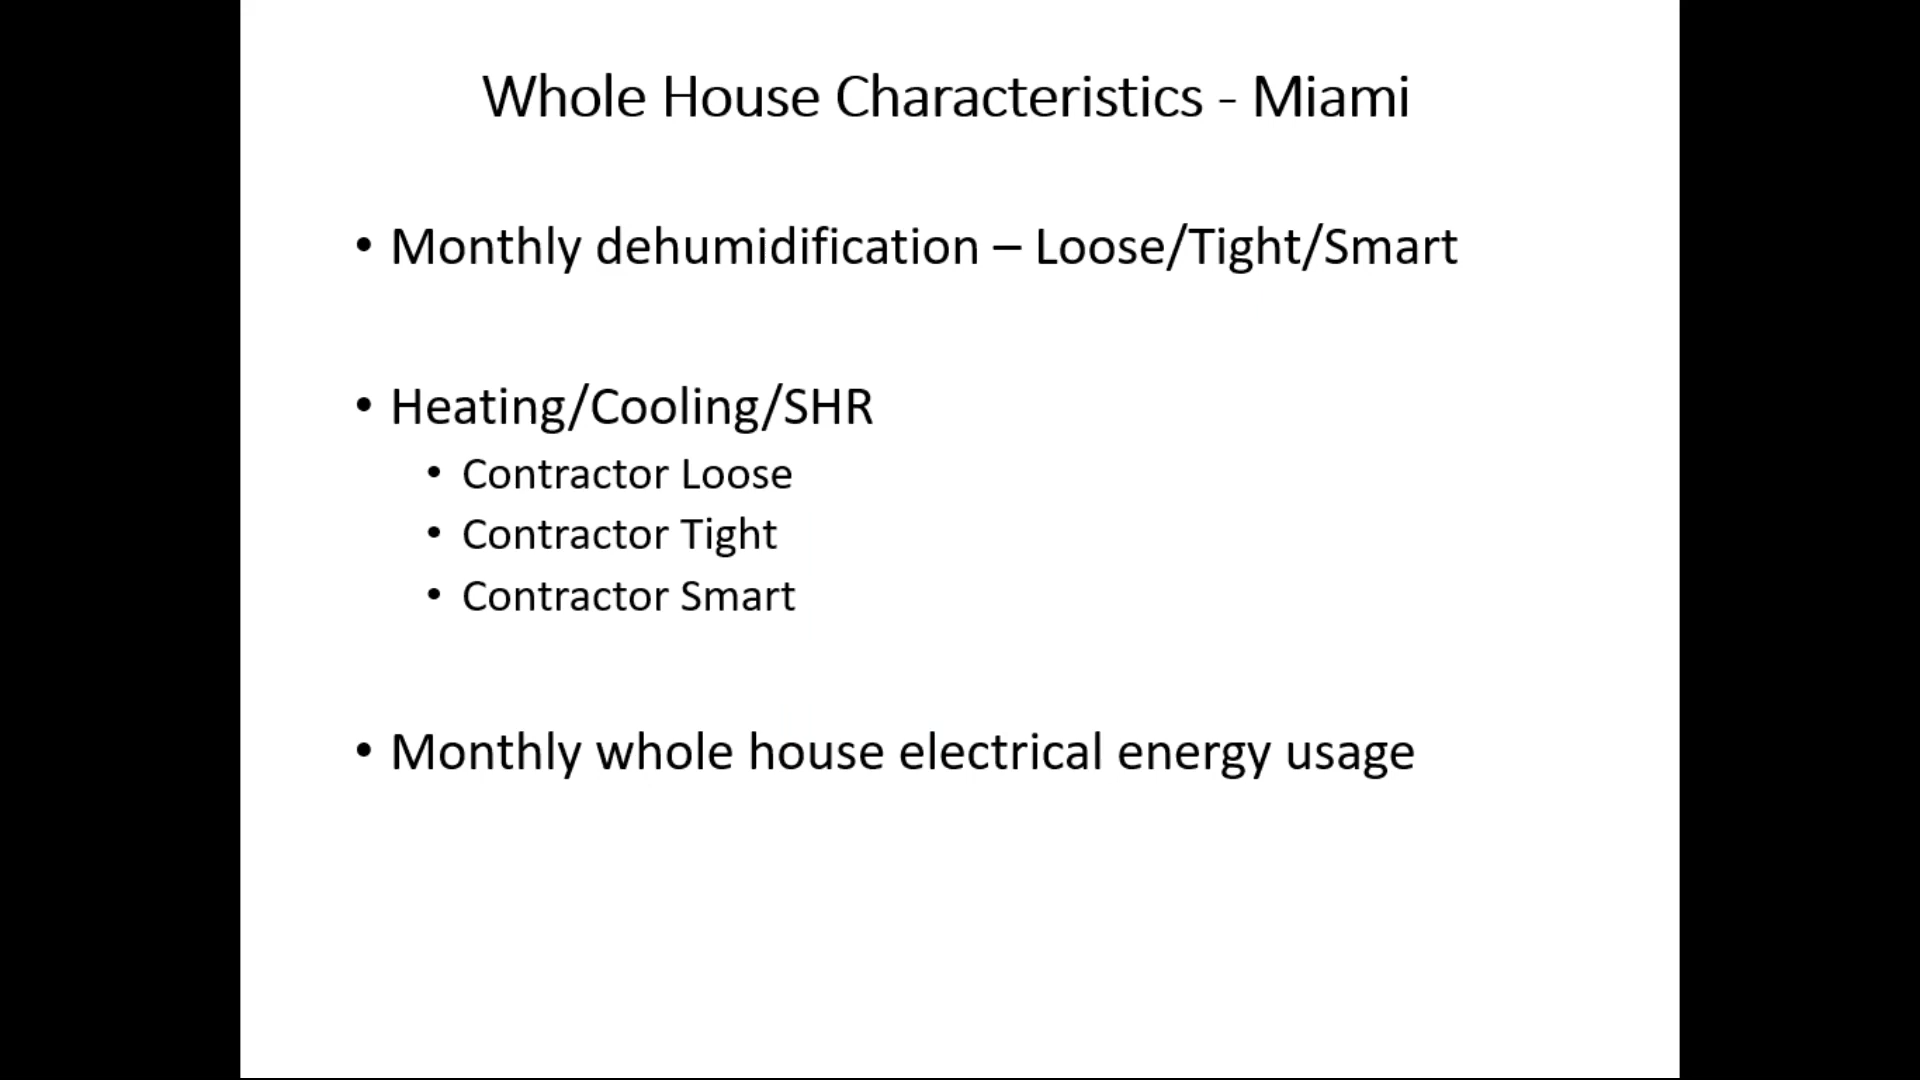 Whole House Characteristics - Miami
• Monthly dehumidification – Loose/Tight/Smart
• Heating/Cooling/SHR
• Contractor Loose
• Contractor Tight
• Contractor Smart
• Monthly whole house electrical energy usage